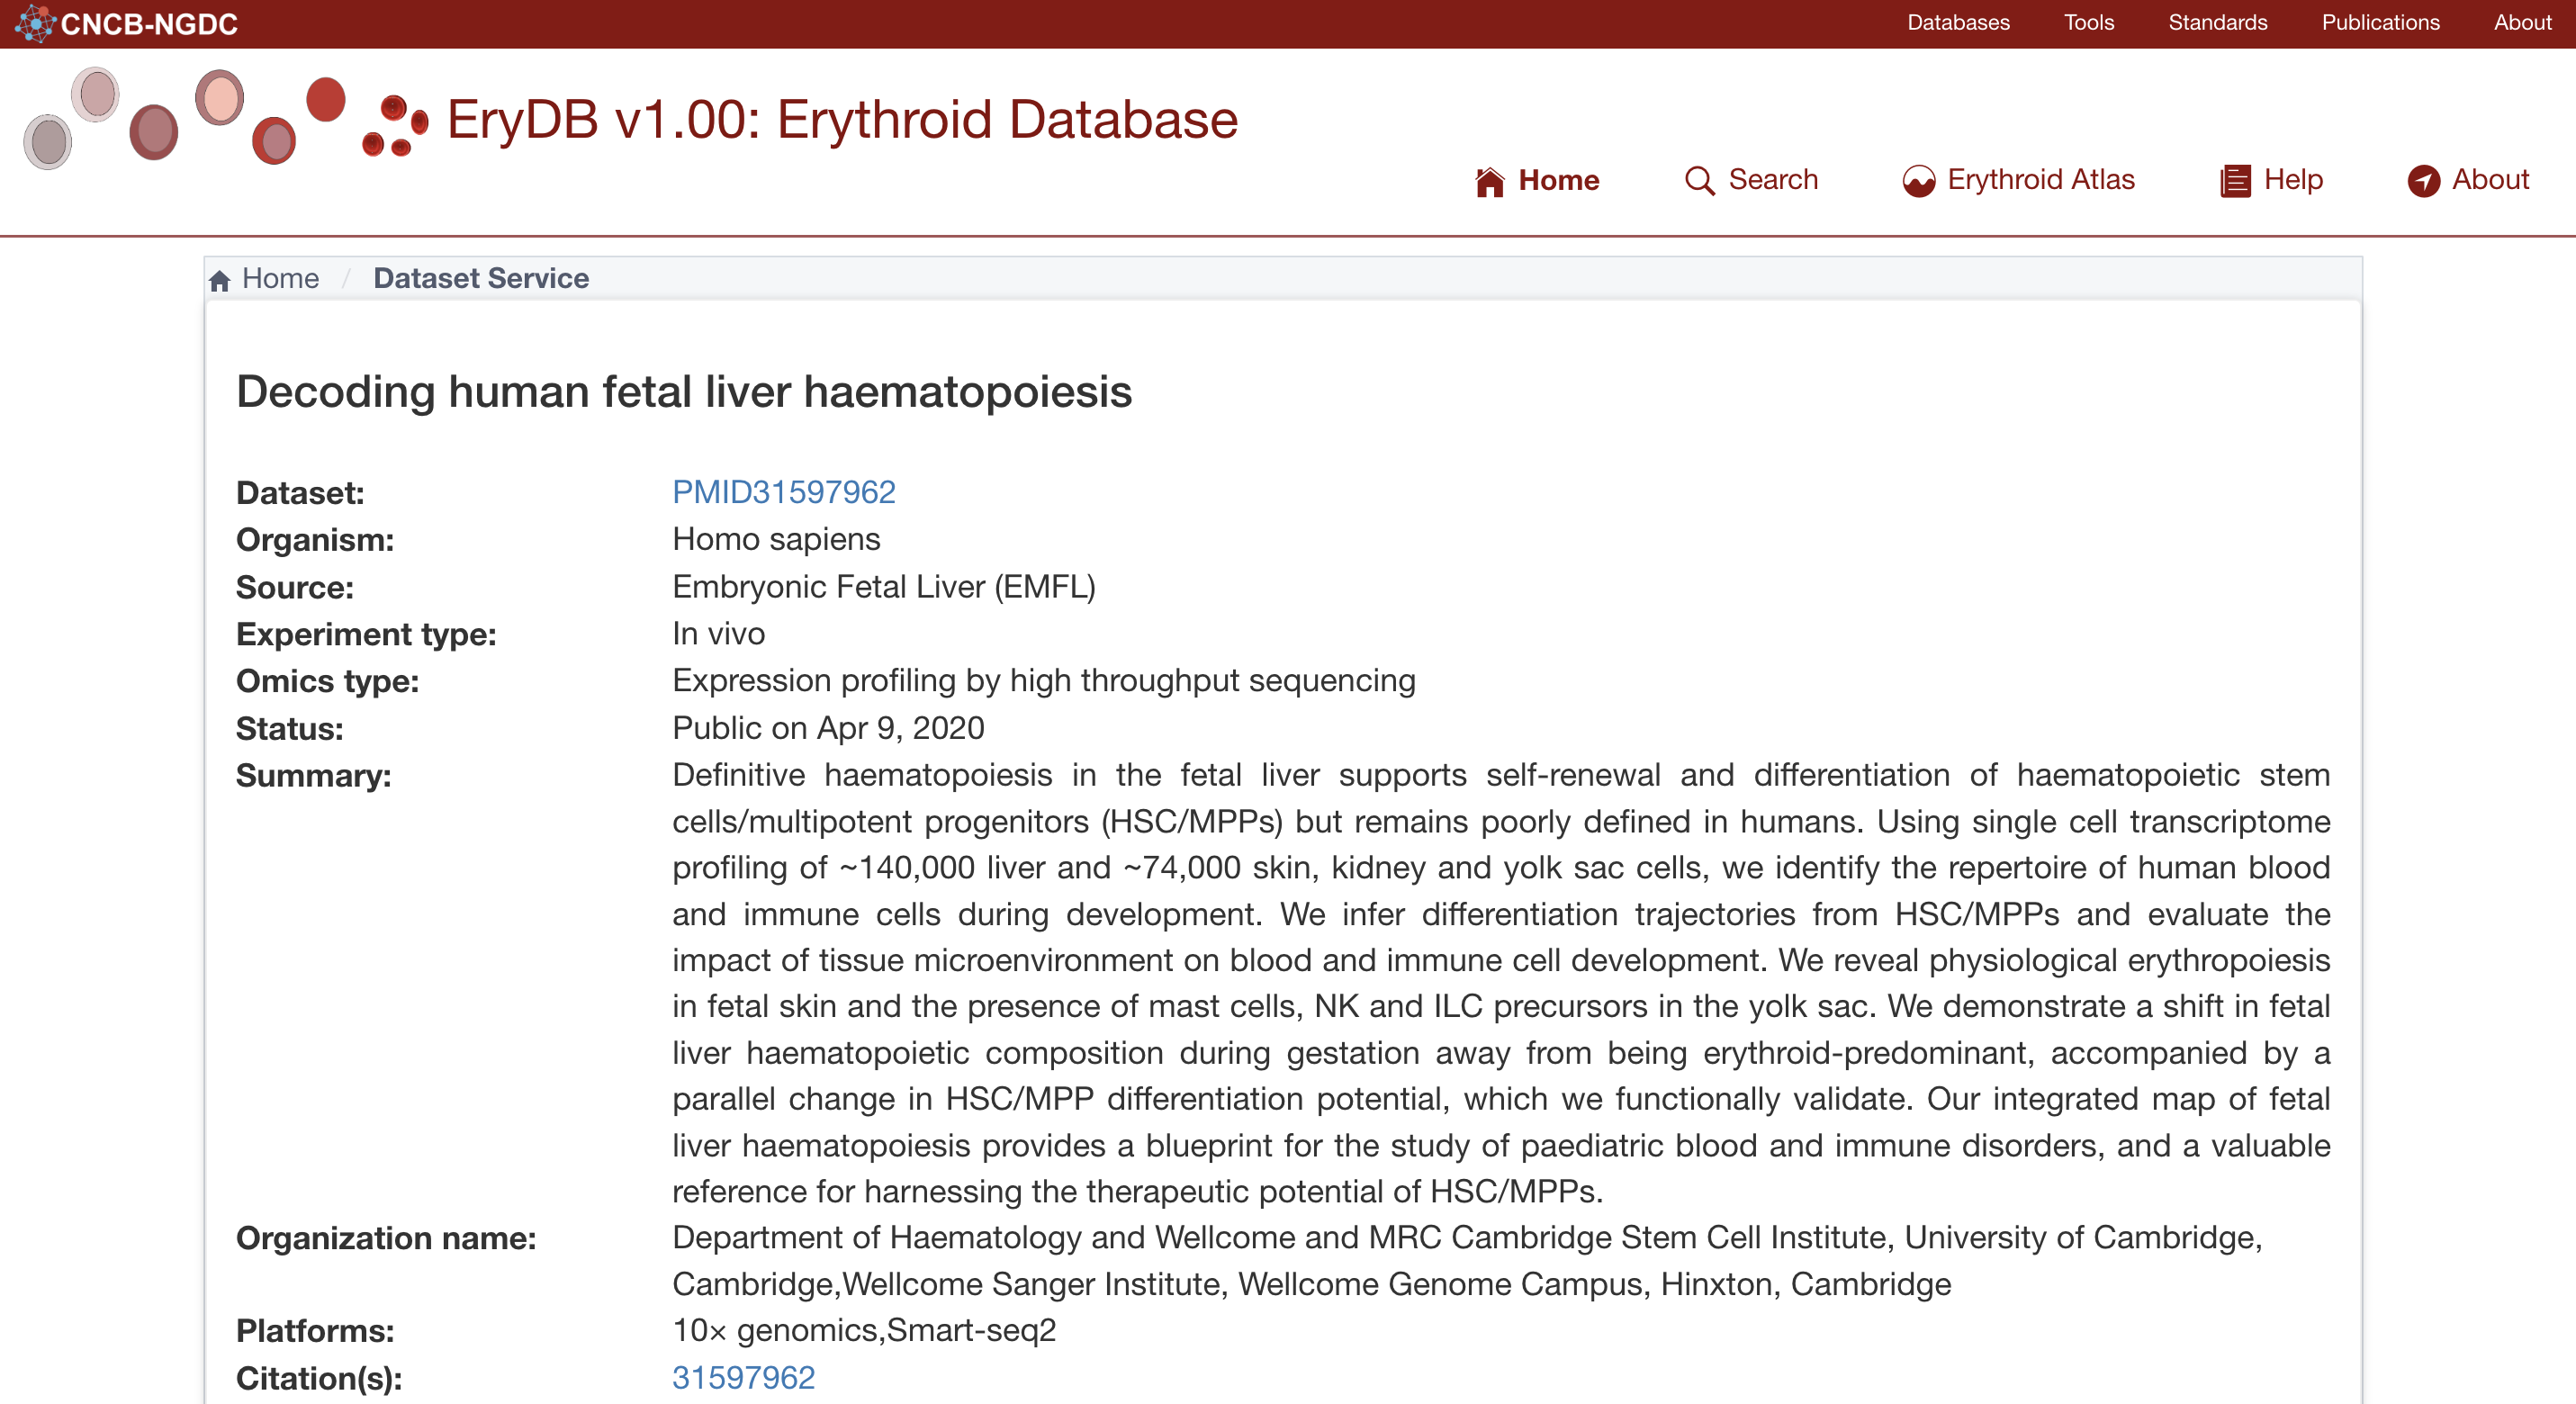 CNCB-NGDC
Databases Tools Standards Publications About
EryDB v1.00: Erythroid Database
Home Search Erythroid Atlas Help About
Home / Dataset Service
Decoding human fetal liver haematopoiesis
Dataset: PMID31597962
Organism: Homo sapiens
Source: Embryonic Fetal Liver (EMFL)
Experiment type: In vivo
Omics type: Expression profiling by high throughput sequencing
Status: Public on Apr 9, 2020
Summary: Definitive haematopoiesis in the fetal liver supports self-renewal and differentiation of haematopoietic stem
cells/multipotent progenitors (HSC/MPPs) but remains poorly defined in humans. Using single cell transcriptome
profiling of ~140,000 liver and ~74,000 skin, kidney and yolk sac cells, we identify the repertoire of human blood
and immune cells during development. We infer differentiation trajectories from HSC/MPPs and evaluate the
impact of tissue microenvironment on blood and immune cell development. We reveal physiological erythropoiesis
in fetal skin and the presence of mast cells, NK and ILC precursors in the yolk sac. We demonstrate a shift in fetal
liver haematopoietic composition during gestation away from being erythroid-predominant, accompanied by a
parallel change in HSC/MPP differentiation potential, which we functionally validate. Our integrated map of fetal
liver haematopoiesis provides a blueprint for the study of paediatric blood and immune disorders, and a valuable
reference for harnessing the therapeutic potential of HSC/MPPs.
Organization name: Department of Haematology and Wellcome and MRC Cambridge Stem Cell Institute, University of Cambridge,
Cambridge,Wellcome Sanger Institute, Wellcome Genome Campus, Hinxton, Cambridge
Platforms: 10× genomics,Smart-seq2
Citation(s): 31597962